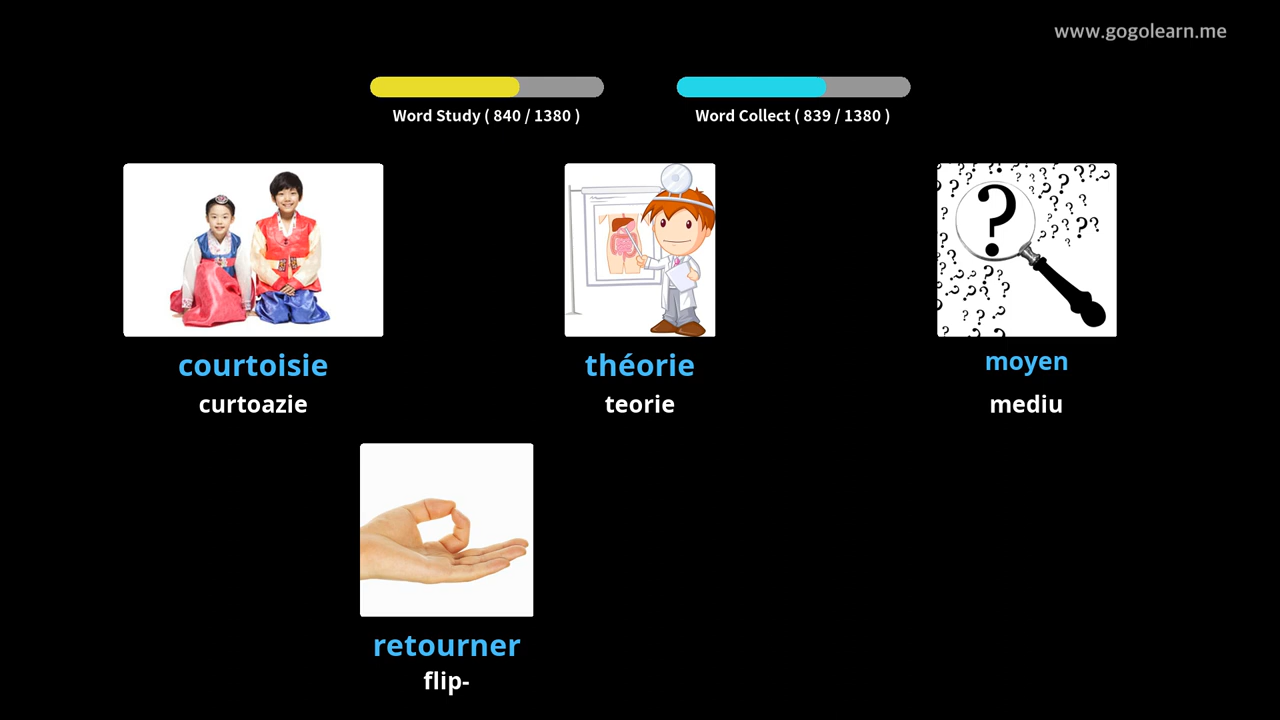 www.gogolearn.me
Word Study ( 840 / 1380 )
Word Collect ( 839 / 1380 )
courtoisie
curtoazie
théorie
teorie
moyen
mediu
retourner
flip-